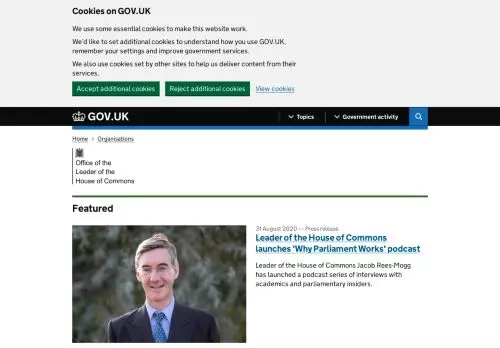 Cookies on GOV.UK
We use some essential cookies to make this website work.
We'd like to set additional cookies to understand how you use GOV.UK,
remember your settings and improve government services.
We also use cookies set by other sites to help us deliver content from their
services.
Accept additional cookies Reject additional cookies View cookies
GOV.UK Topics Government activity
Home Organisations
Office of the
Leader of the
House of Commons
Featured
31 August 2020 — Press release
Leader of the House of Commons
launches 'Why Parliament Works' podcast
Leader of the House of Commons Jacob Rees-Mogg
has launched a podcast series of interviews with
academics and parliamentary insiders.